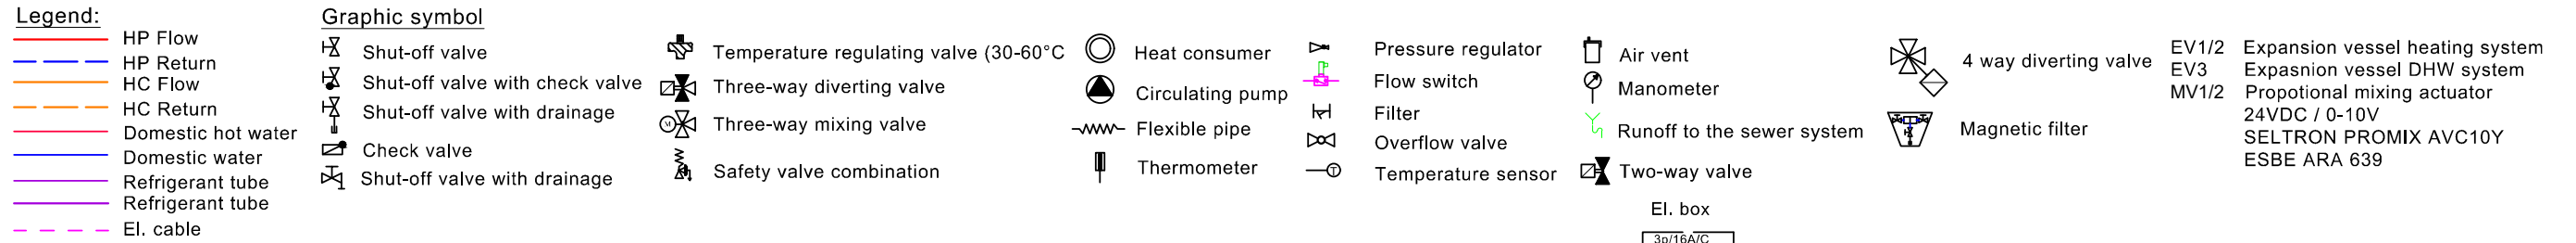 Legend:
HP Flow
HP Return
HC Flow
HC Return
Domestic hot water
Domestic water
Refrigerant tube
Refrigerant tube
El. cable
Graphic symbol
Shut-off valve
Shut-off valve with check valve
Shut-off valve with drainage
Check valve
Shut-off valve with drainage
Temperature regulating valve (30-60°C
Three-way diverting valve
M
Three-way mixing valve
Safety valve combination
Heat consumer
Circulating pump
Flexible pipe
Thermometer
Pressure regulator
Flow switch
Filter
Overflow valve
T
Temperature sensor
Air vent
Manometer
Runoff to the sewer system
Two-way valve
El. box
3p/16A/C
4 way diverting valve
Magnetic filter
EV1/2 Expansion vessel heating system
EV3 Expasnion vessel DHW system
MV1/2 Propotional mixing actuator
24VDC / 0-10V
SELTRON PROMIX AVC10Y
ESBE ARA 639